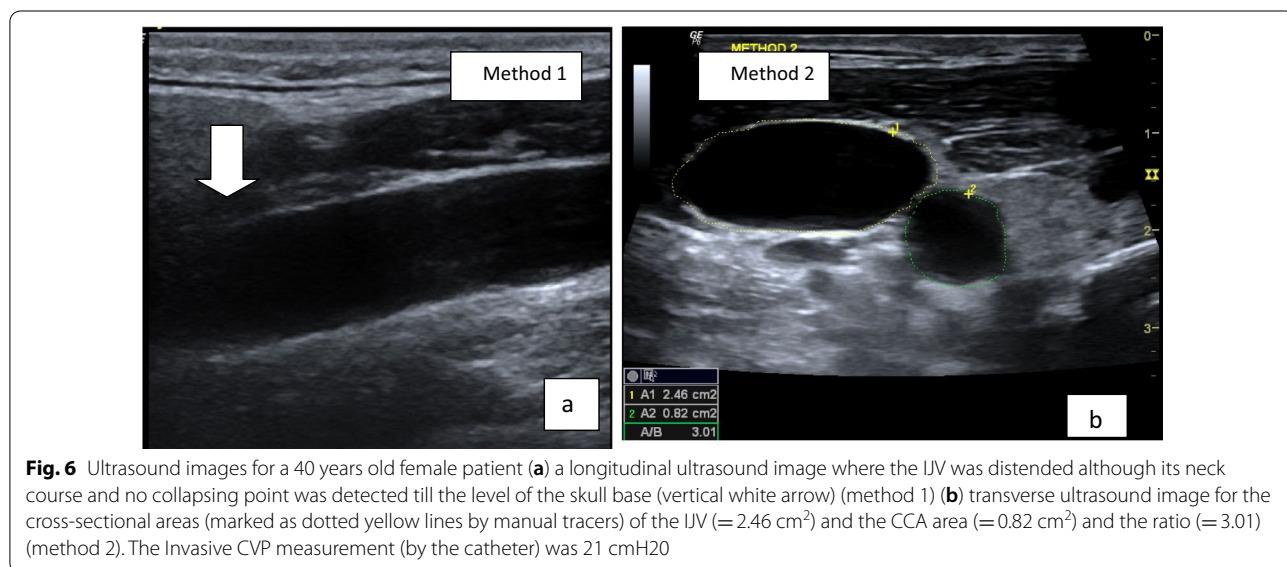 Method 1
a
GE
METHOD 2
Method 2
0
1
2
3
1
2
1 A1 2.46 cm2
2 A2 0.82 cm2
A/B 3.01
b
Fig. 6 Ultrasound images for a 40 years old female patient (a) a longitudinal ultrasound image where the IJV was distended although its neck
course and no collapsing point was detected till the level of the skull base (vertical white arrow) (method 1) (b) transverse ultrasound image for the
cross-sectional areas (marked as dotted yellow lines by manual tracers) of the IJV (= 2.46 cm²) and the CCA area (= 0.82 cm²) and the ratio (= 3.01)
(method 2). The Invasive CVP measurement (by the catheter) was 21 cmH20